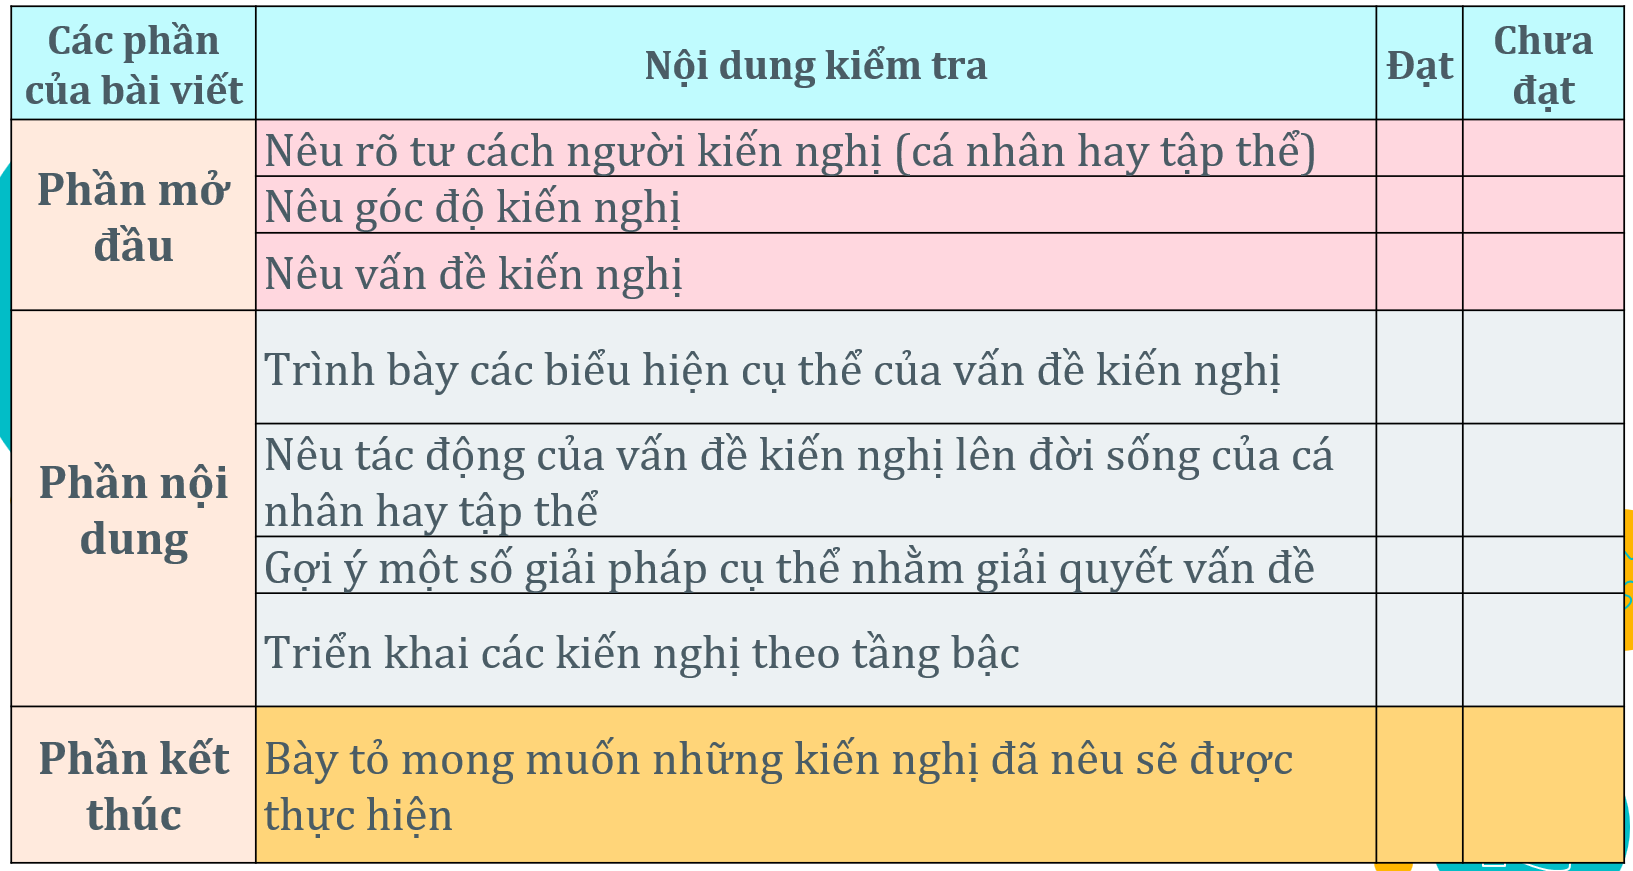 Các phần
của bài viết
Nội dung kiểm tra
Đạt
Chưa
đạt
Phần mở
đầu
Nêu rõ tư cách người kiến nghị (cá nhân hay tập thể)
Nêu góc độ kiến nghị
Nêu vấn đề kiến nghị
Phần nội
dung
Trình bày các biểu hiện cụ thể của vấn đề kiến nghị
Nêu tác động của vấn đề kiến nghị lên đời sống của cá
nhân hay tập thể
Gợi ý một số giải pháp cụ thể nhằm giải quyết vấn đề
Triển khai các kiến nghị theo tầng bậc
Phần kết
thúc
Bày tỏ mong muốn những kiến nghị đã nêu sẽ được
thực hiện